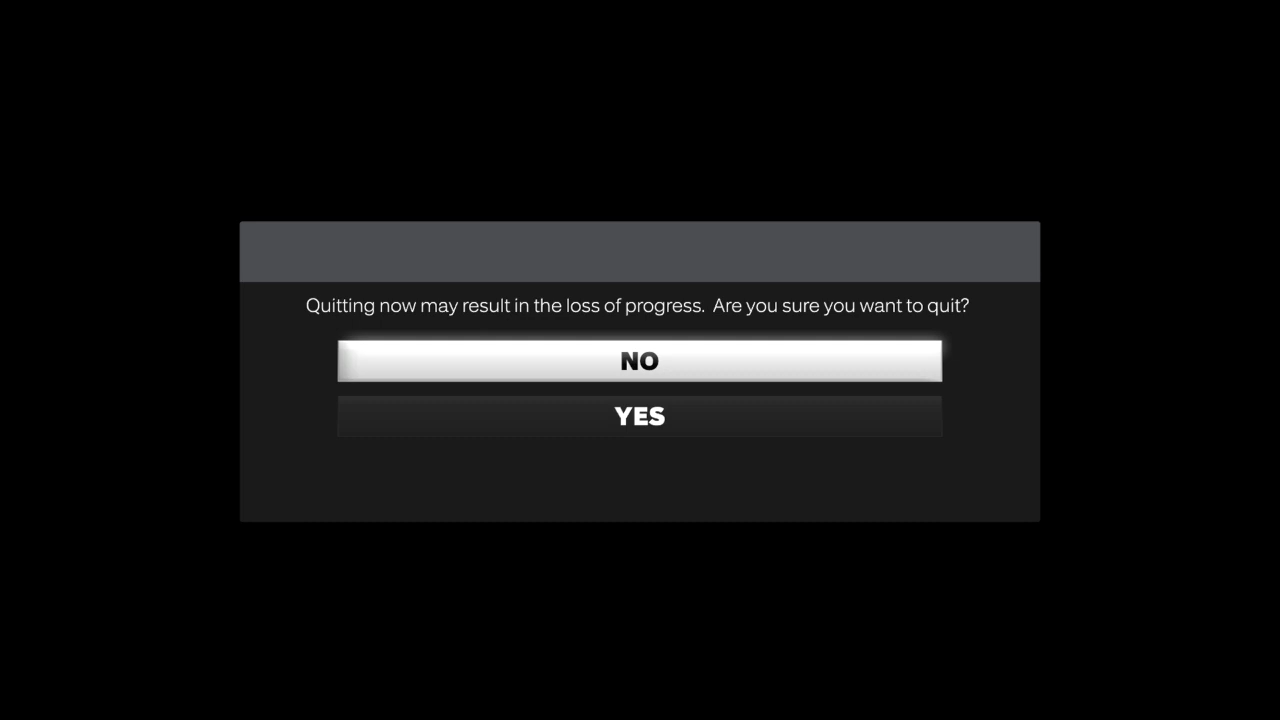 Quitting now may result in the loss of progress.  Are you sure you want to quit?
NO
YES